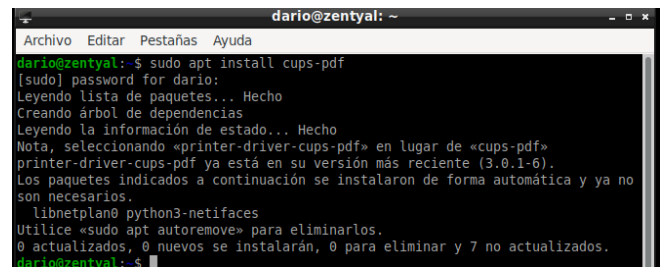 dario@zentyal: ~
Archivo Editar Pestañas Ayuda
dario@zentyal:~$ sudo apt install cups-pdf
[sudo] password for dario:
Leyendo lista de paquetes... Hecho
Creando árbol de dependencias
Leyendo la información de estado... Hecho
Nota, seleccionando «printer-driver-cups-pdf» en lugar de «cups-pdf»
printer-driver-cups-pdf ya está en su versión más reciente (3.0.1-6).
Los paquetes indicados a continuación se instalaron de forma automática y ya no
son necesarios.
libnetplan0 python3-netifaces
Utilice «sudo apt autoremove» para eliminarlos.
0 actualizados, 0 nuevos se instalarán, 0 para eliminar y 7 no actualizados.
dario@zentyal:~$